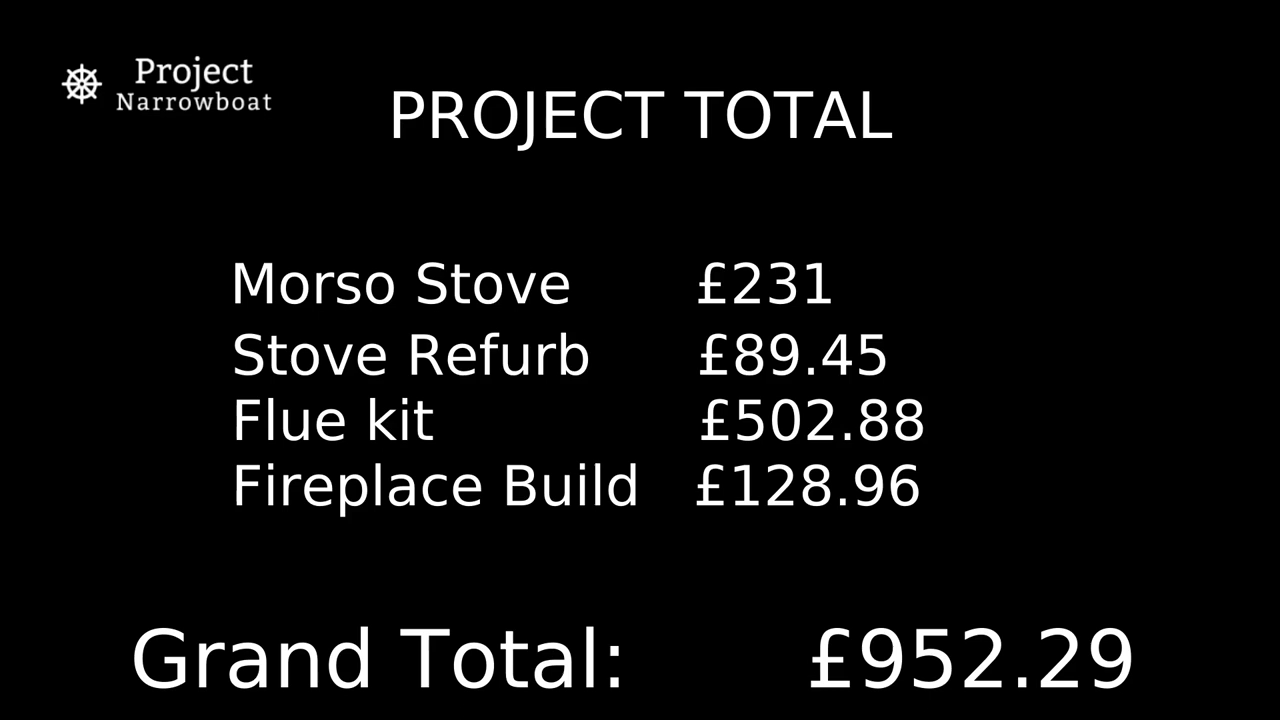 Project
Narrowboat
PROJECT TOTAL
Morso Stove £231
Stove Refurb £89.45
Flue kit £502.88
Fireplace Build £128.96
Grand Total: £952.29